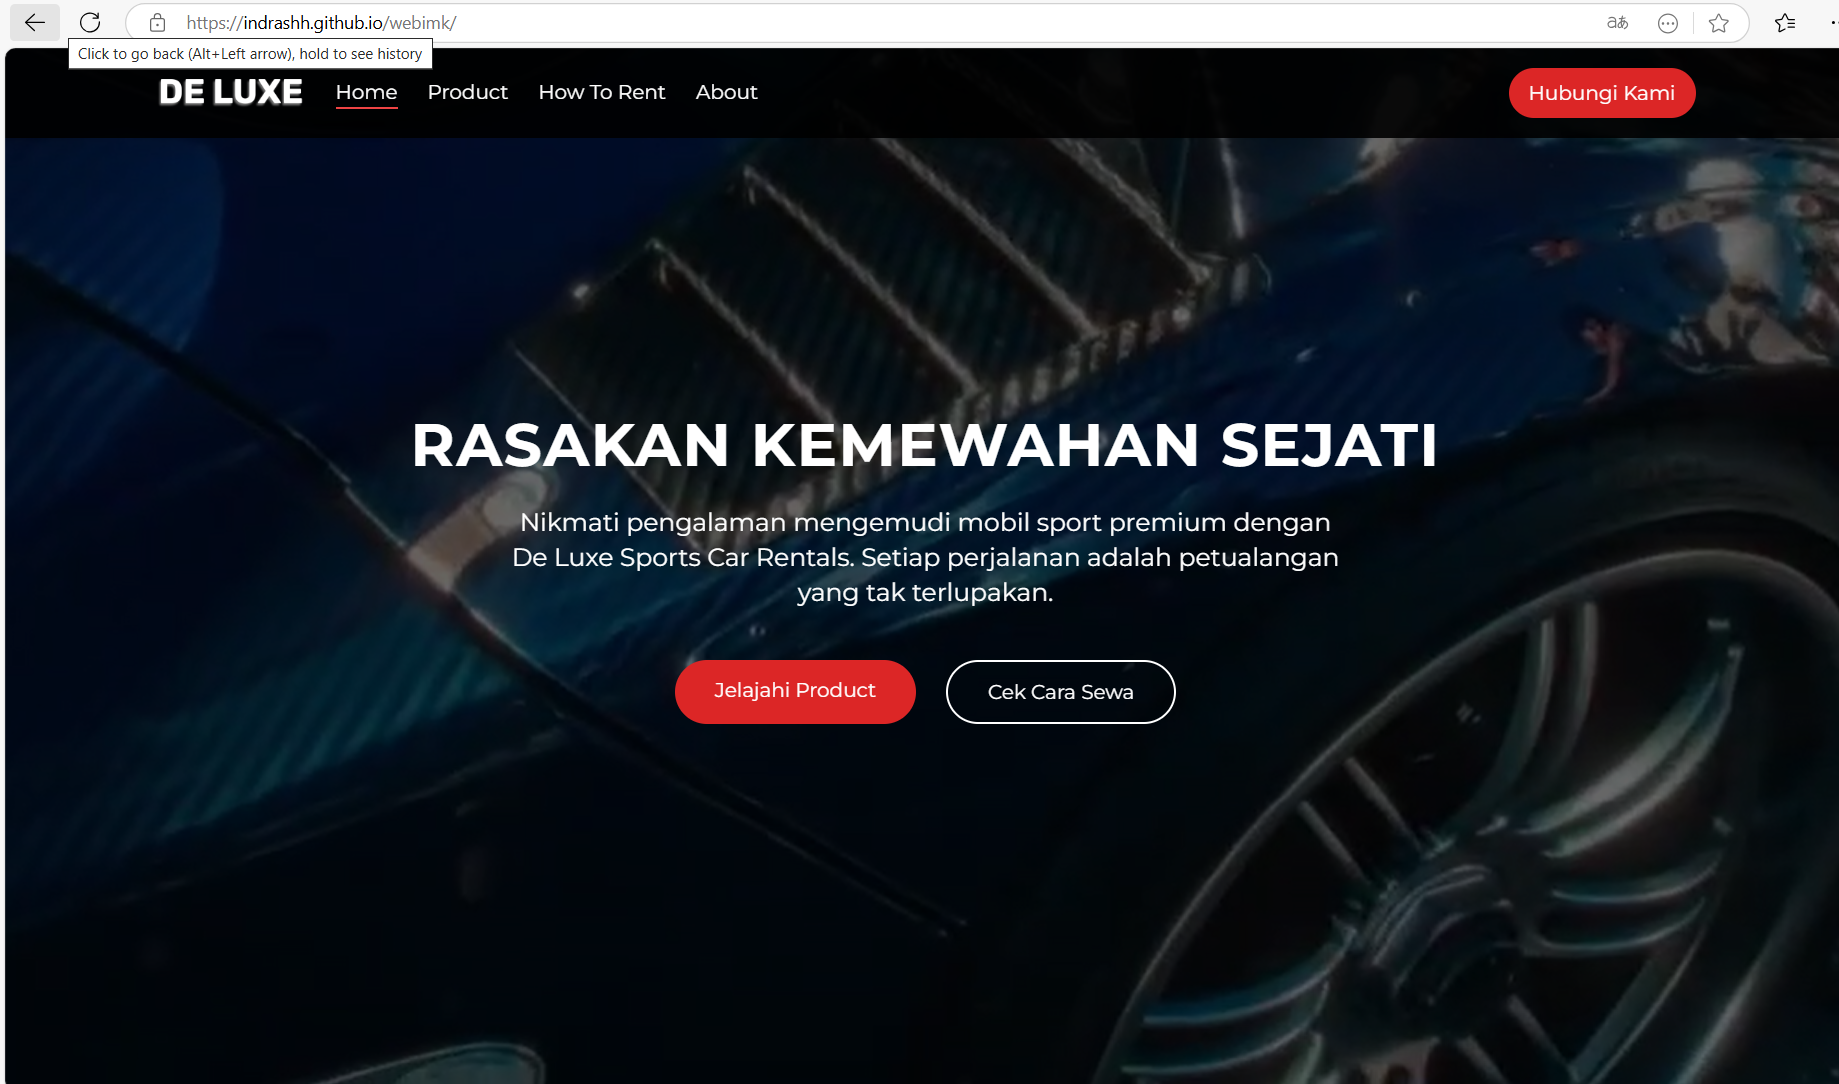 https://indrashh.github.io/webimk/
aあ
Click to go back (Alt+Left arrow), hold to see history
DE LUXE
Home
Product
How To Rent
About
Hubungi Kami
RASAKAN KEMEWAHAN SEJATI
Nikmati pengalaman mengemudi mobil sport premium dengan
De Luxe Sports Car Rentals. Setiap perjalanan adalah petualangan
yang tak terlupakan.
Jelajahi Product
Cek Cara Sewa